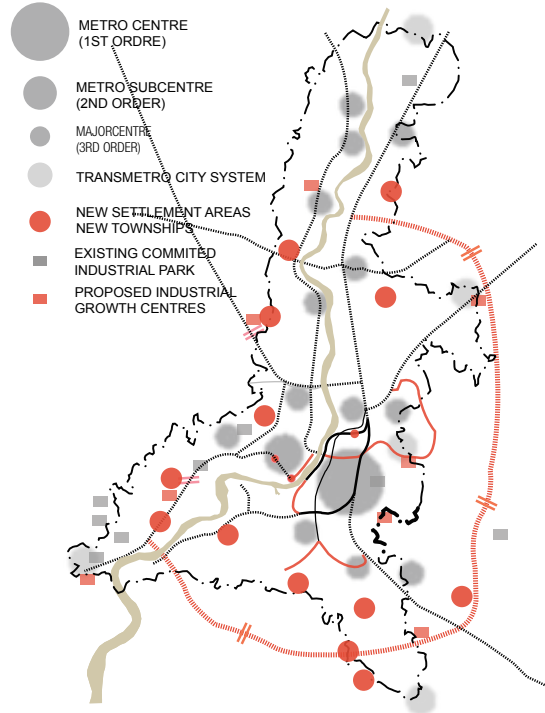 METRO CENTRE
(1ST ORDRE)
METRO SUBCENTRE
(2ND ORDER)
MAJORCENTRE
(3RD ORDER)
TRANSMETRO CITY SYSTEM
NEW SETTLEMENT AREAS
NEW TOWNSHIPS
EXISTING COMMITED
INDUSTRIAL PARK
PROPOSED INDUSTRIAL
GROWTH CENTRES